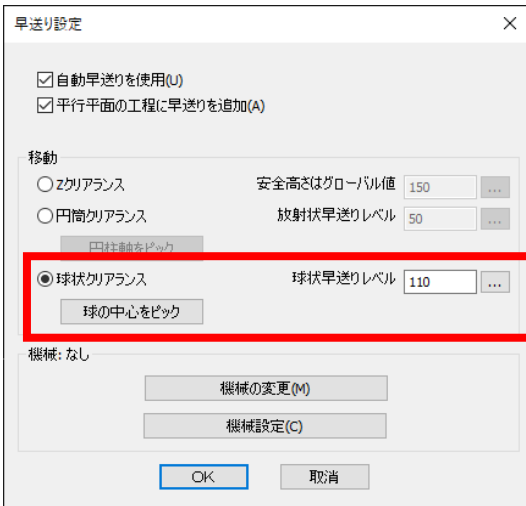 早送り設定
自動早送りを使用(U)
平行平面の工程に早送りを追加(A)
移動
Zクリアランス 安全高さはグローバル値 150 ...
円筒クリアランス 放射状早送りレベル 50 ...
円柱軸をピック
球状クリアランス 球状早送りレベル 110 ...
球の中心をピック
機械: なし
機械の変更(M)
機械設定(C)
OK 取消